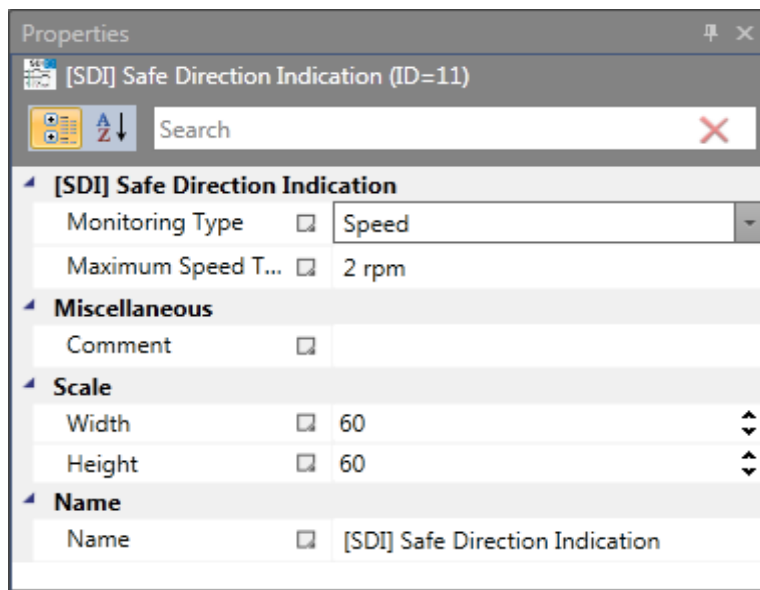 Properties
[SDI] Safe Direction Indication (ID=11)
Search
[SDI] Safe Direction Indication
Monitoring Type Speed
Maximum Speed T... 2 rpm
Miscellaneous
Comment
Scale
Width 60
Height 60
Name
Name [SDI] Safe Direction Indication